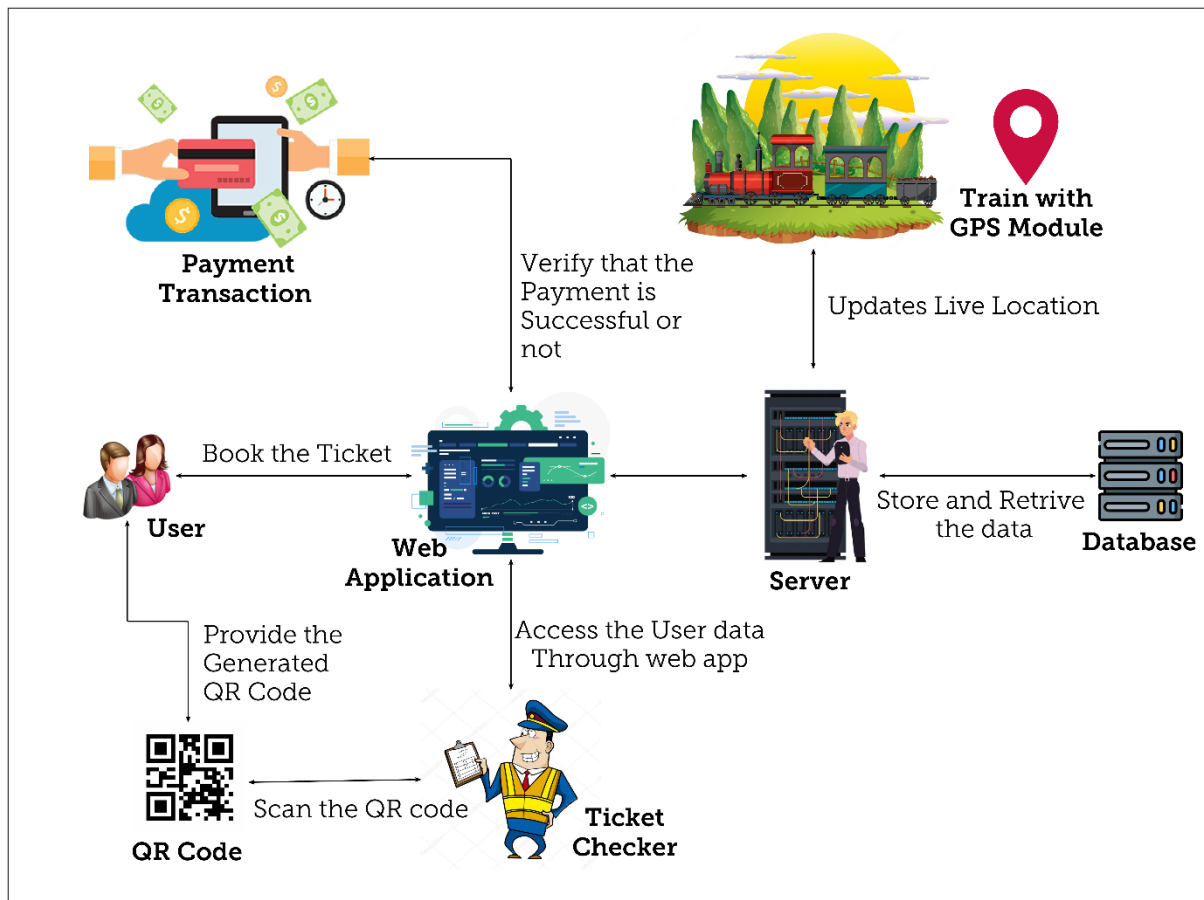 Payment
Transaction
Train with
GPS Module
Verify that the
Payment is
Successful or
not
Updates Live Location
Book the Ticket
User
Web
Application
Server
Store and Retrive
the data
Database
Provide the
Generated
QR Code
Access the User data
Through web app
Scan the QR code
QR Code
Ticket
Checker